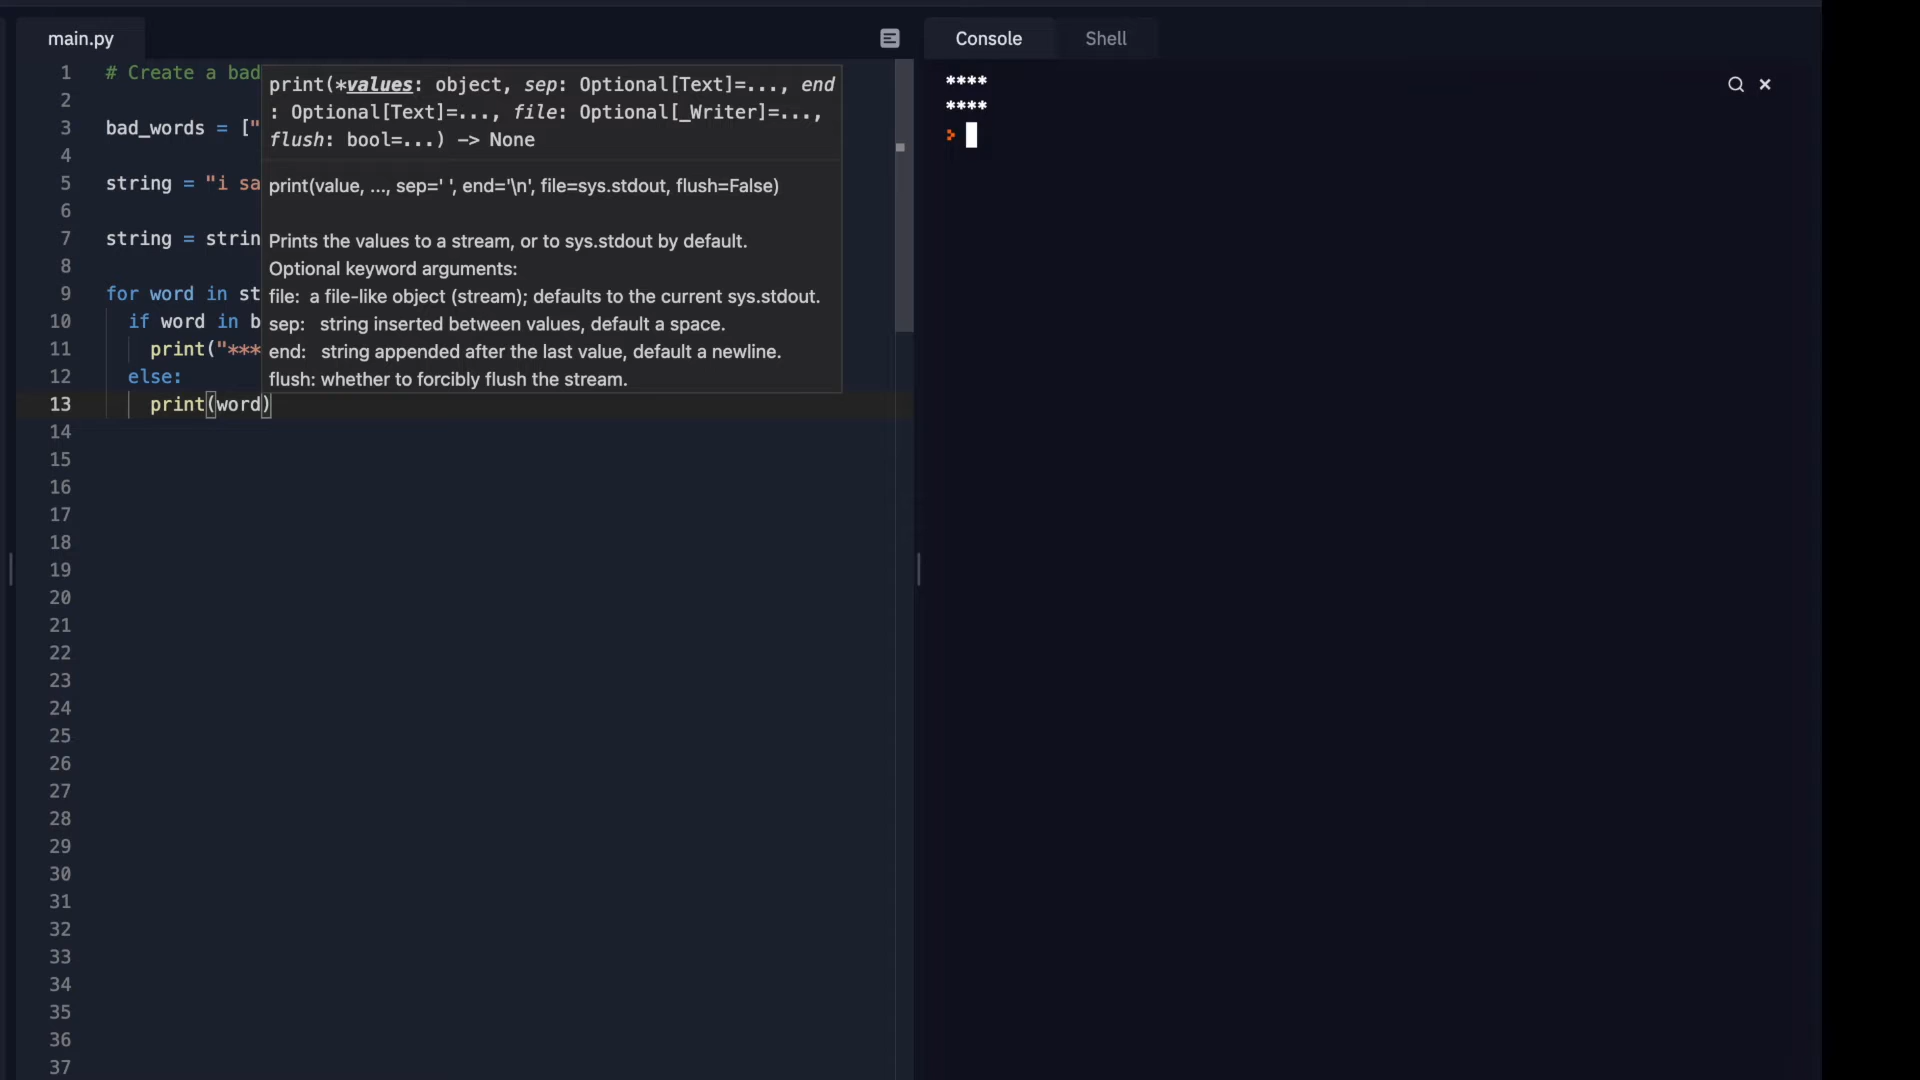 main.py
Console
Shell
1 # Create a bad
2
3 bad_words = ["
4
5 string = "i sa
6
7 string = strin
8
9 for word in st
10 if word in b
11 print("***
12 else:
13 print(word)
14
15
16
17
18
19
20
21
22
23
24
25
26
27
28
29
30
31
32
33
34
35
36
37
print(*values: object, sep: Optional[Text]=..., end
: Optional[Text]=..., file: Optional[_Writer]=...,
flush: bool=...) -> None
print(value, ..., sep=' ', end='\n', file=sys.stdout, flush=False)
Prints the values to a stream, or to sys.stdout by default.
Optional keyword arguments:
file: a file-like object (stream); defaults to the current sys.stdout.
sep: string inserted between values, default a space.
end: string appended after the last value, default a newline.
flush: whether to forcibly flush the stream.
****
****